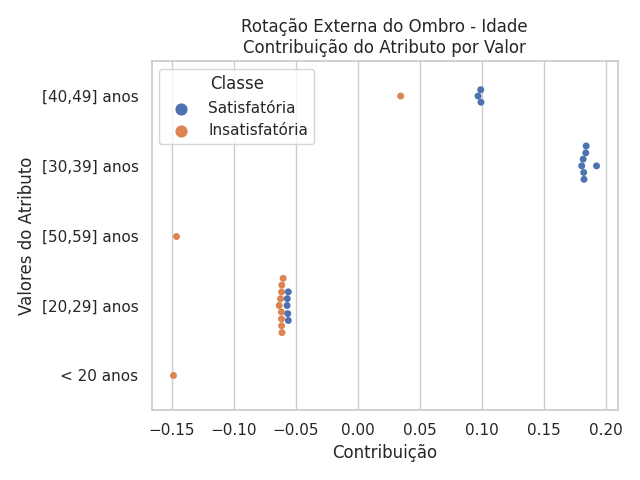 Rotação Externa do Ombro - Idade
Contribuição do Atributo por Valor
Classe
Satisfatória
Insatisfatória
Valores do Atributo
[40,49] anos
[30,39] anos
[50,59] anos
[20,29] anos
< 20 anos
−0.15 −0.10 −0.05 0.00 0.05 0.10 0.15 0.20
Contribuição